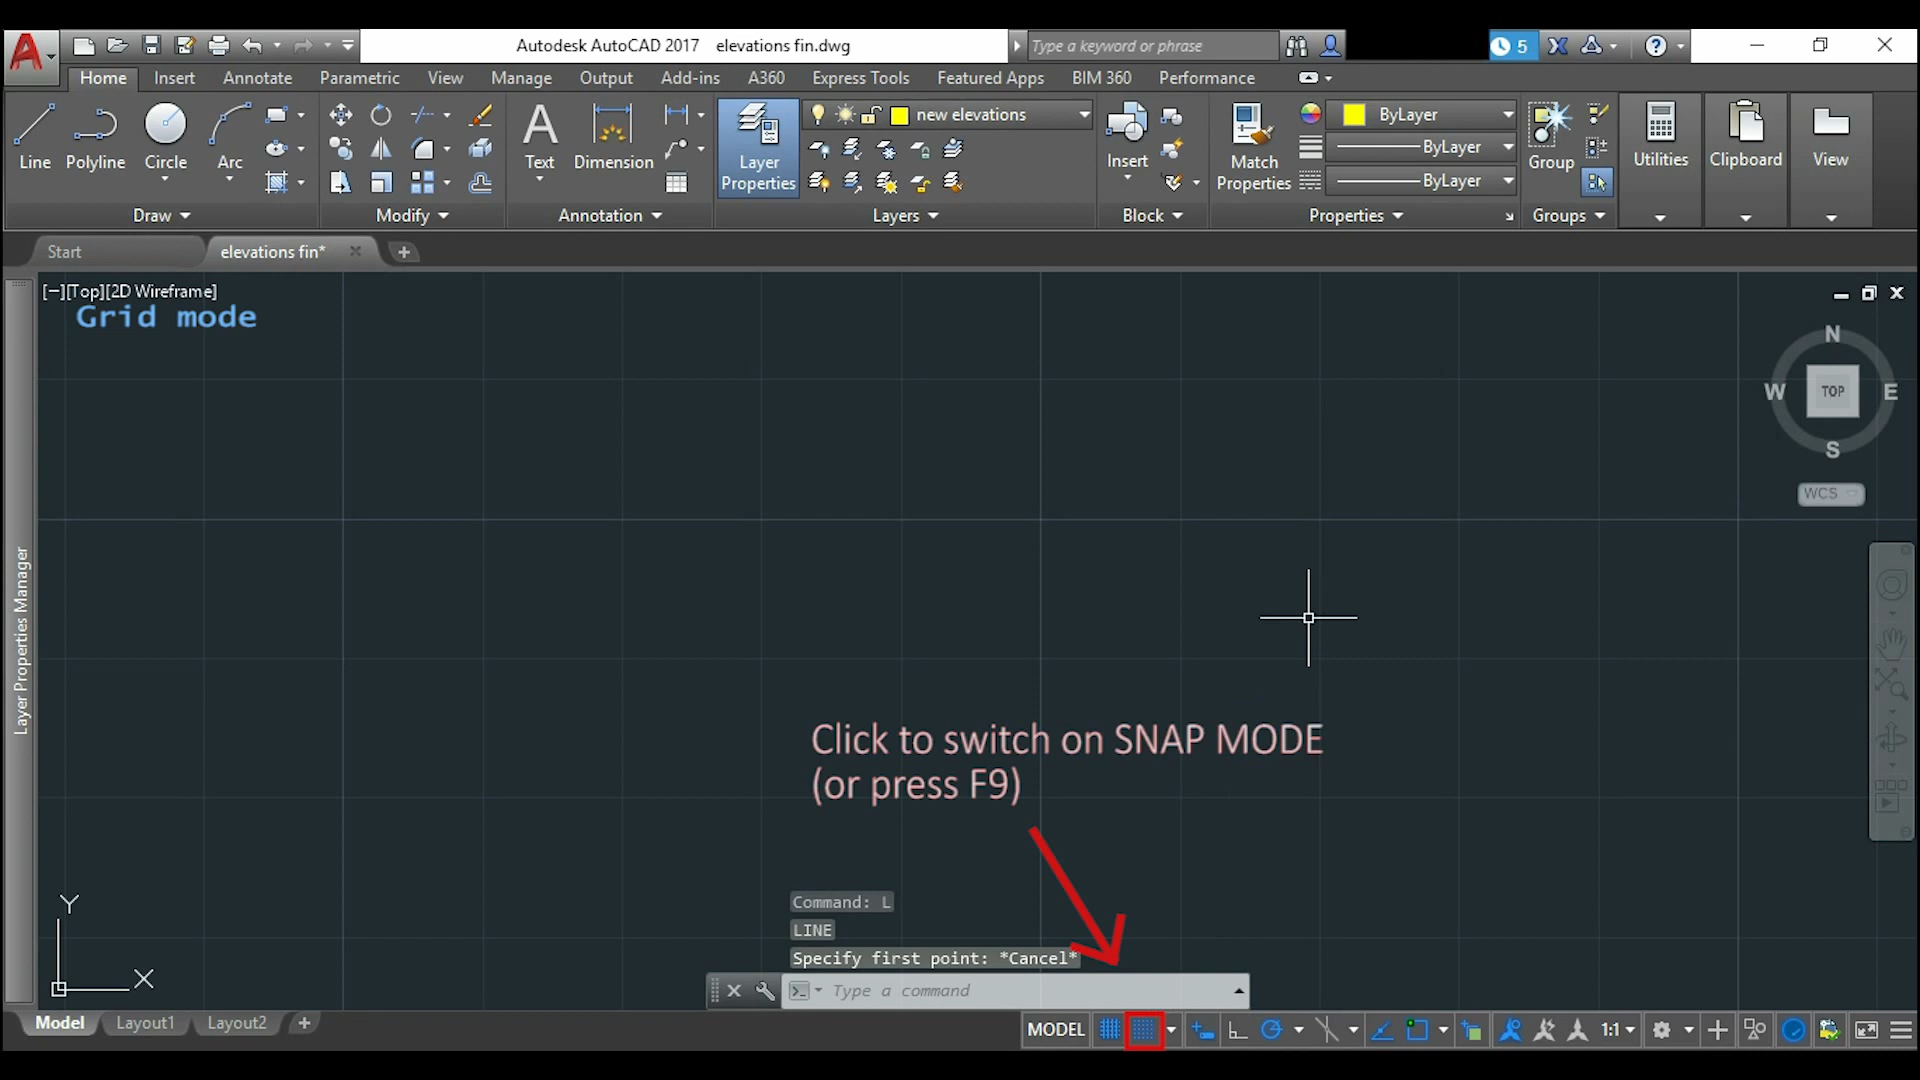 Autodesk AutoCAD 2017 elevations fin.dwg
Type a keyword or phrase
5
Home Insert Annotate Parametric View Manage Output Add-ins A360 Express Tools Featured Apps BIM 360 Performance
new elevations
ByLayer
ByLayer
ByLayer
Line Polyline Circle Arc
Text Dimension
Layer Properties
Insert
Match Properties
Group
Utilities
Clipboard
View
Draw
Modify
Annotation
Layers
Block
Properties
Groups
Start
elevations fin*
[−][Top][2D Wireframe]
Grid mode
N
W TOP E
S
WCS
Layer Properties Manager
Click to switch on SNAP MODE
(or press F9)
Command: L
LINE
Specify first point: *Cancel*
Type a command
Y
X
Model Layout1 Layout2
MODEL
1:1